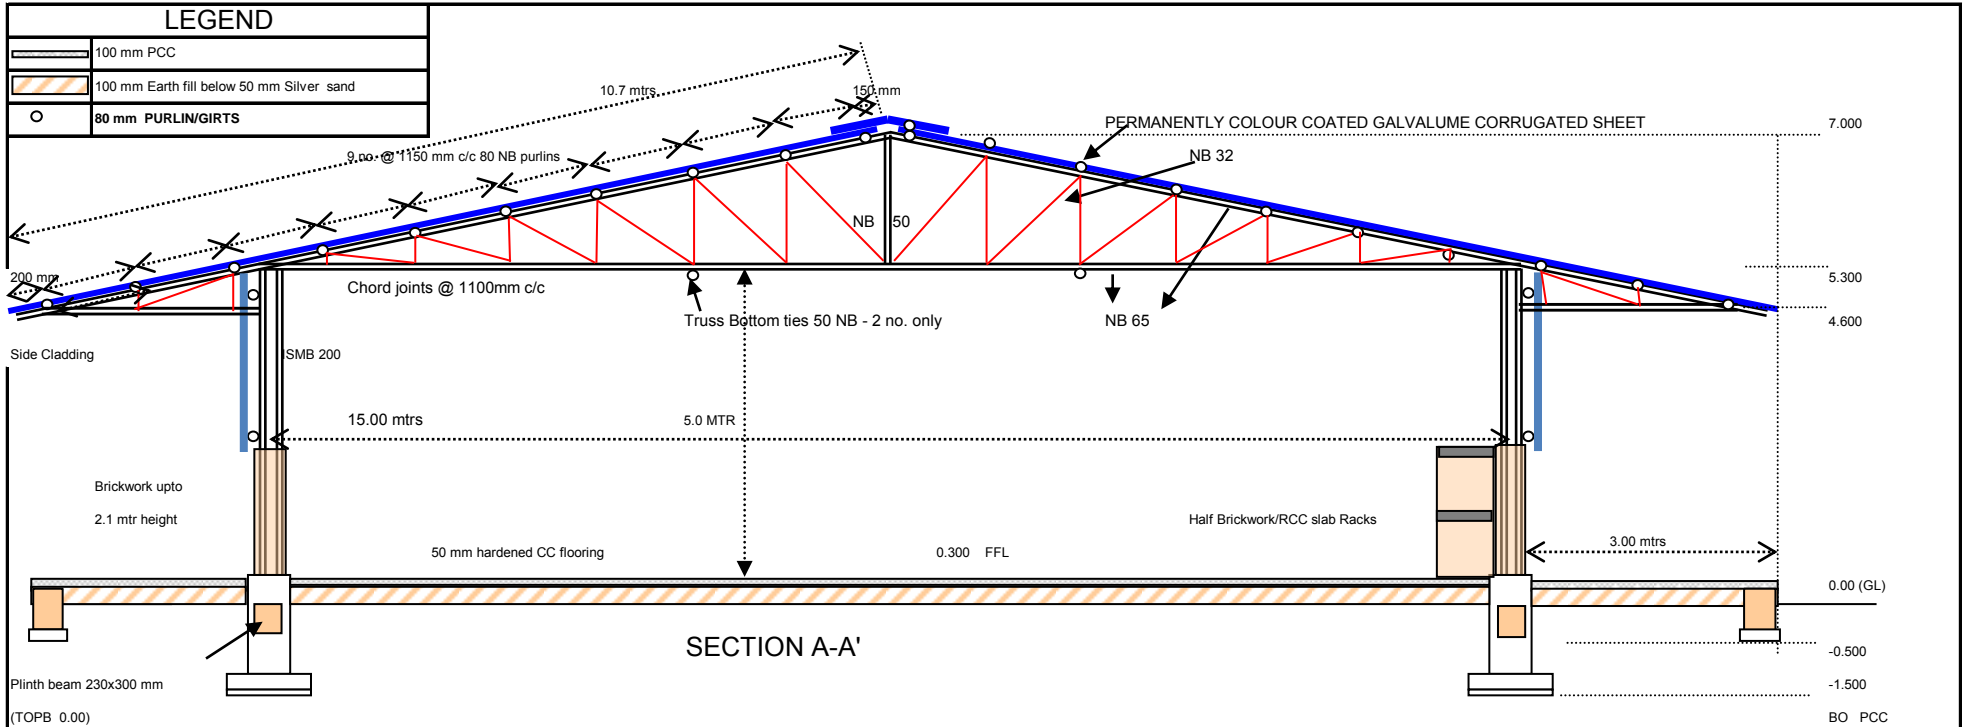 LEGEND
100 mm PCC
100 mm Earth fill below 50 mm Silver sand
80 mm PURLIN/GIRTS
10.7 mtrs
150 mm
PERMANENTLY COLOUR COATED GALVALUME CORRUGATED SHEET
7.000
9 no. @ 1150 mm c/c 80 NB purlins
NB 32
NB 50
200 mm
5.300
Chord joints @ 1100mm c/c
Truss Bottom ties 50 NB - 2 no. only
NB 65
4.600
Side Cladding
ISMB 200
15.00 mtrs
5.0 MTR
Brickwork upto
2.1 mtr height
Half Brickwork/RCC slab Racks
50 mm hardened CC flooring
0.300 FFL
3.00 mtrs
0.00 (GL)
SECTION A-A'
-0.500
Plinth beam 230x300 mm
-1.500
(TOPB 0.00)
BO PCC